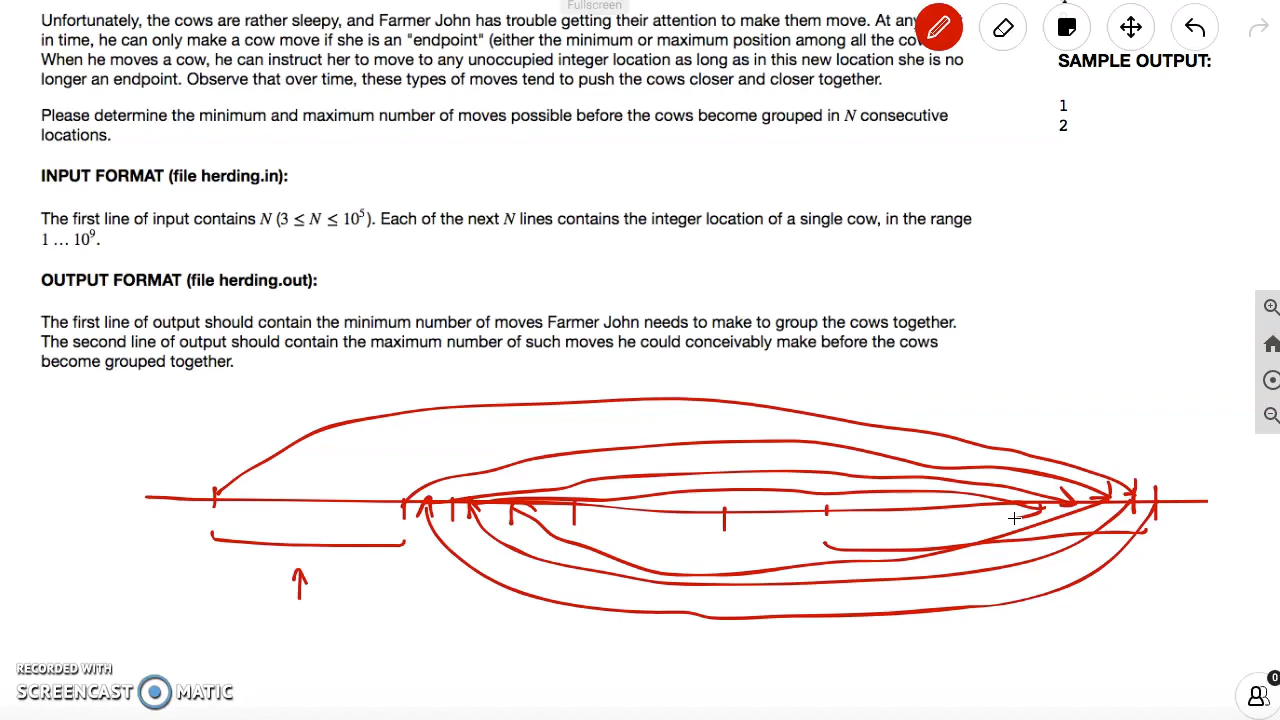 Fullscreen
Unfortunately, the cows are rather sleepy, and Farmer John has trouble getting their attention to make them move. At any
in time, he can only make a cow move if she is an "endpoint" (either the minimum or maximum position among all the
When he moves a cow, he can instruct her to move to any unoccupied integer location as long as in this new location she is no
longer an endpoint. Observe that over time, these types of moves tend to push the cows closer and closer together.
Please determine the minimum and maximum number of moves possible before the cows become grouped in N consecutive
locations.
INPUT FORMAT (file herding.in):
The first line of input contains N (3 ≤ N ≤ 10⁵). Each of the next N lines contains the integer location of a single cow, in the range
1 … 10⁹.
OUTPUT FORMAT (file herding.out):
The first line of output should contain the minimum number of moves Farmer John needs to make to group the cows together.
The second line of output should contain the maximum number of such moves he could conceivably make before the cows
become grouped together.
SAMPLE OUTPUT:
1
2
RECORDED WITH
SCREENCAST MATIC
0